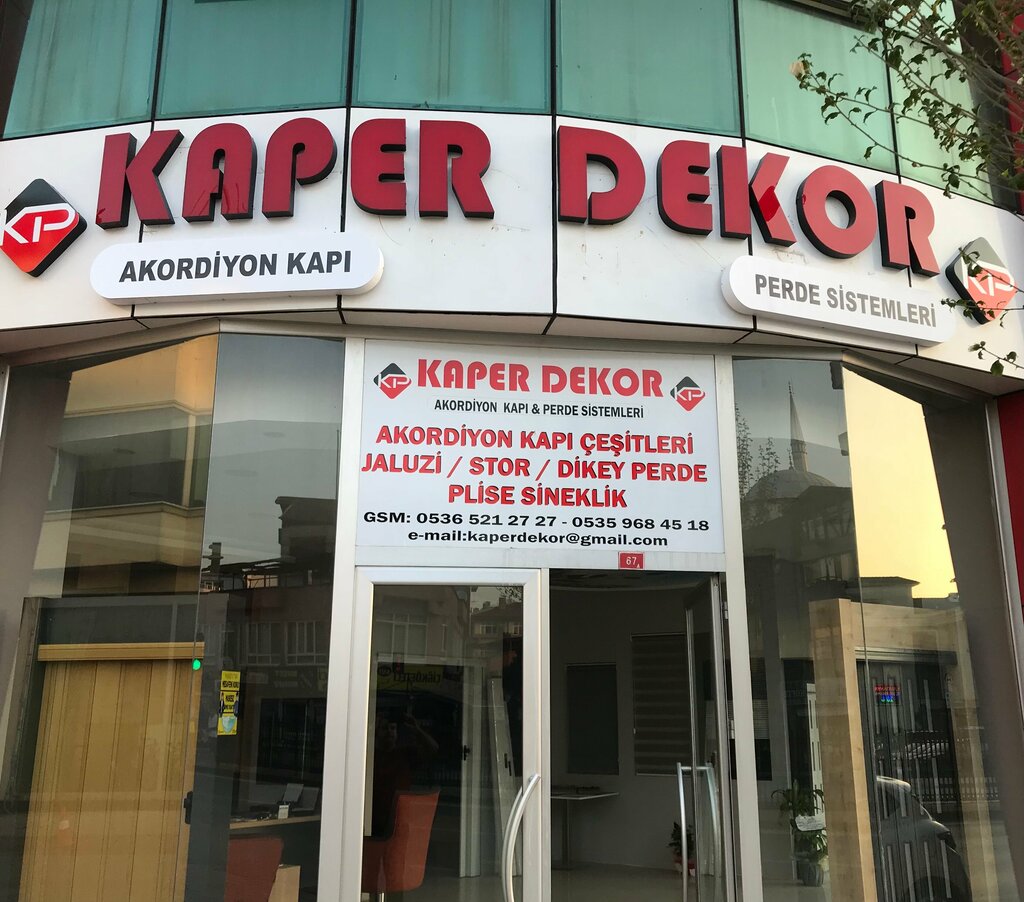 KAPER DEKOR
KP
AKORDİYON KAPI
PERDE SİSTEMLERİ
KP
KP
KAPER DEKOR
KP
AKORDİYON KAPI & PERDE SİSTEMLERİ
AKORDİYON KAPI ÇEŞİTLERİ
JALUZİ / STOR / DİKEY PERDE
PLİSE SİNEKLİK
GSM: 0536 521 27 27 - 0535 968 45 18
e-mail:kaperdekor@gmail.com
67